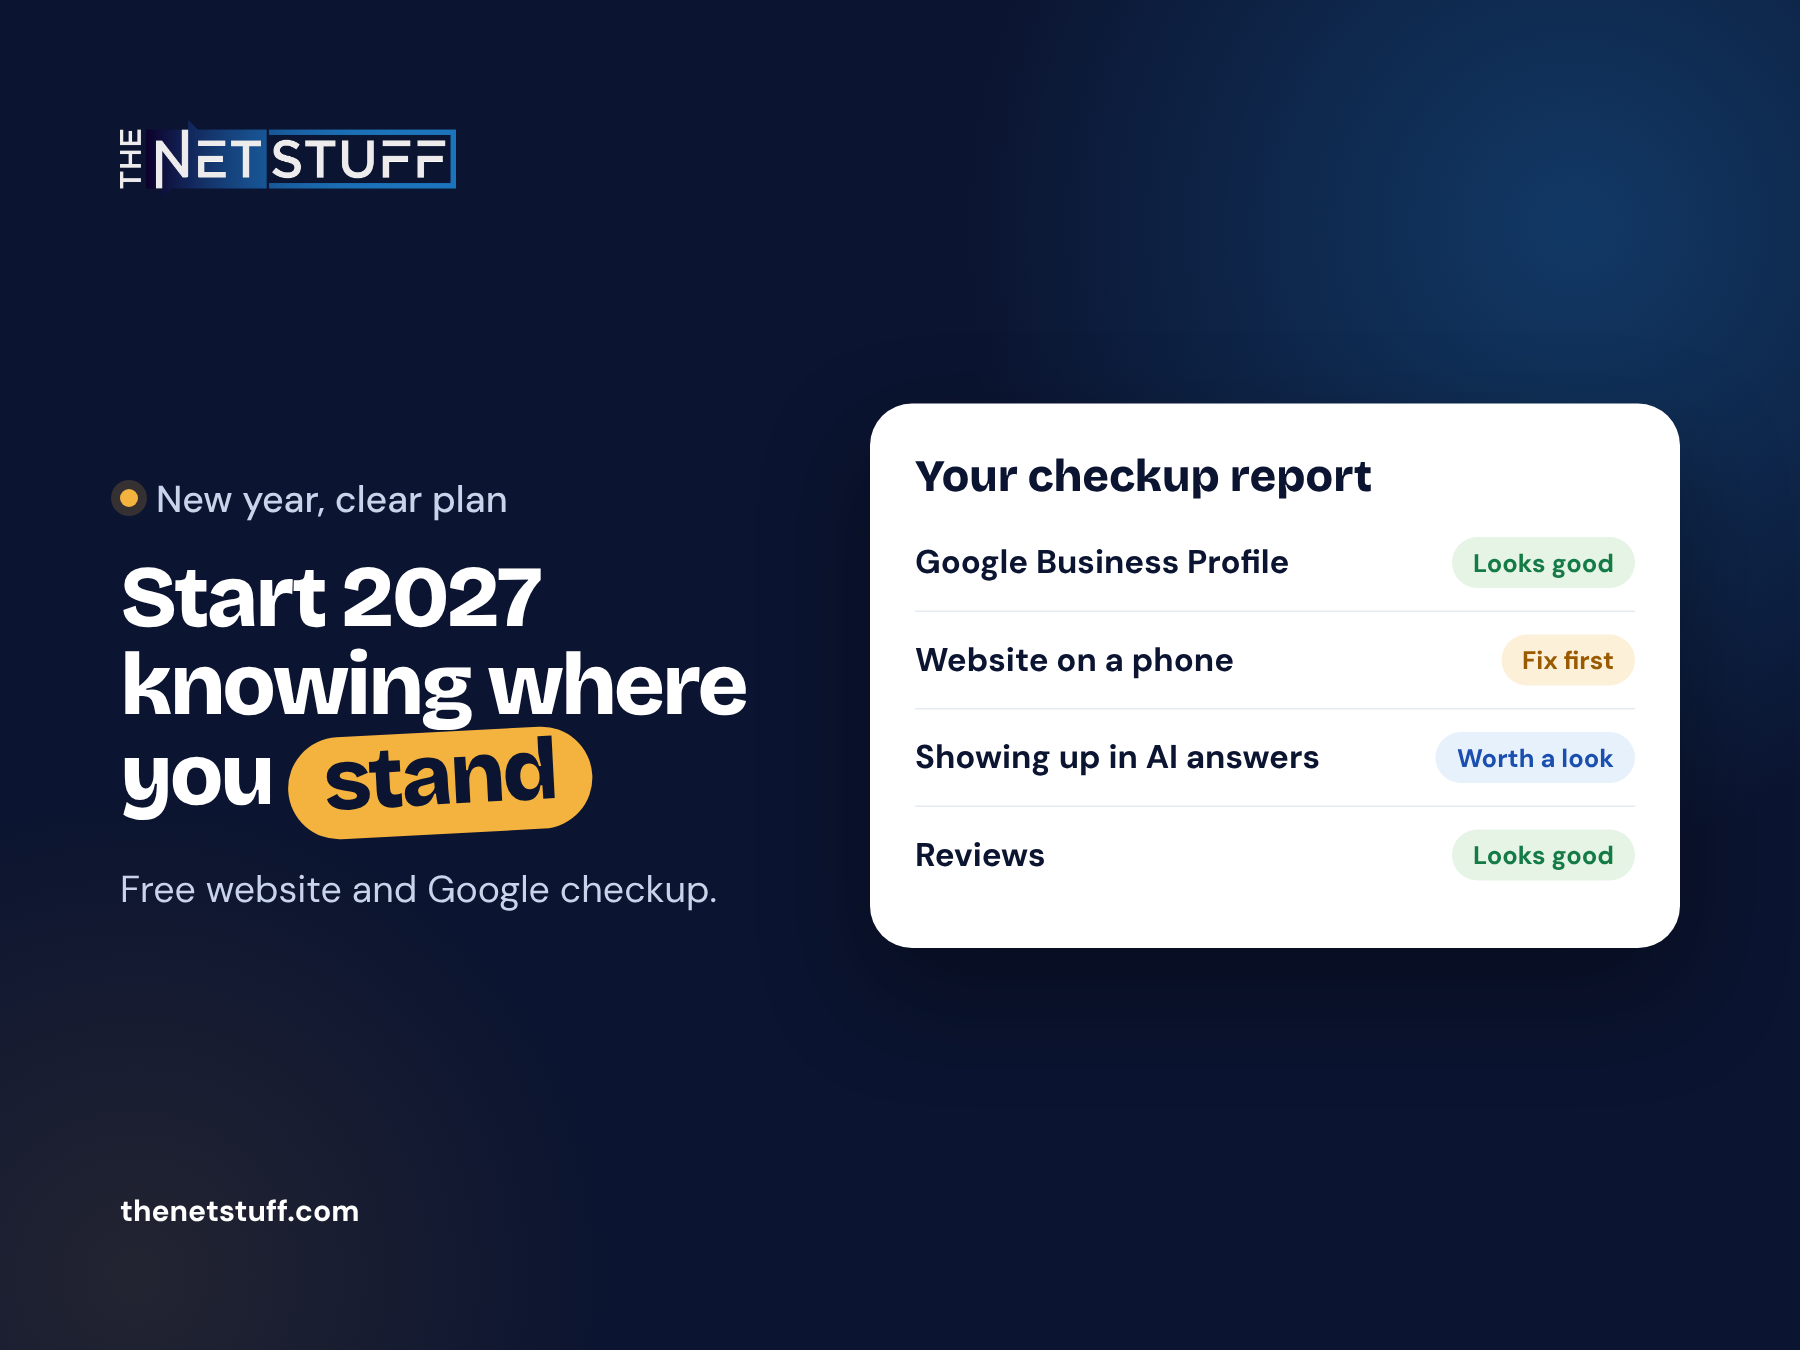 THE NETSTUFF
New year, clear plan
Start 2027
knowing where
you stand
Free website and Google checkup.
thenetstuff.com
Your checkup report
Google Business Profile Looks good
Website on a phone Fix first
Showing up in AI answers Worth a look
Reviews Looks good